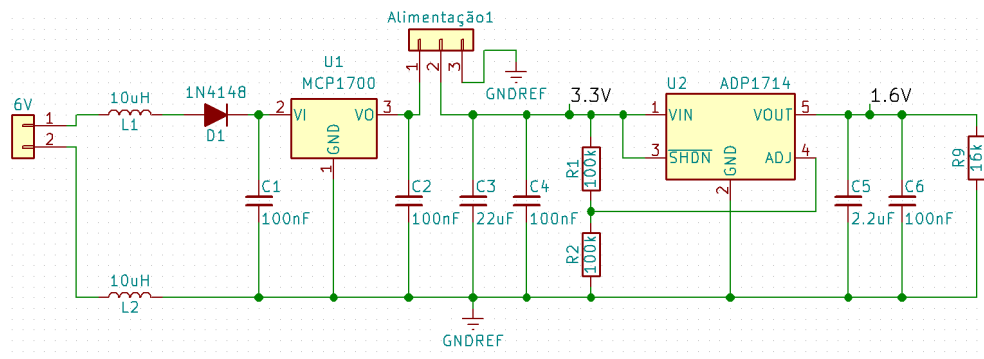 Alimentação1
1
2
3
GNDREF
6V
1
2
10uH
L1
1N4148
D1
U1
MCP1700
2
VI
VO
3
GND
1
C1
100nF
C2
100nF
C3
22uF
C4
100nF
3.3V
R1
100k
R2
100k
U2
ADP1714
1
VIN
VOUT
5
3
SHDN
ADJ
4
GND
2
1.6V
C5
2.2uF
C6
100nF
R9
16k
10uH
L2
GNDREF